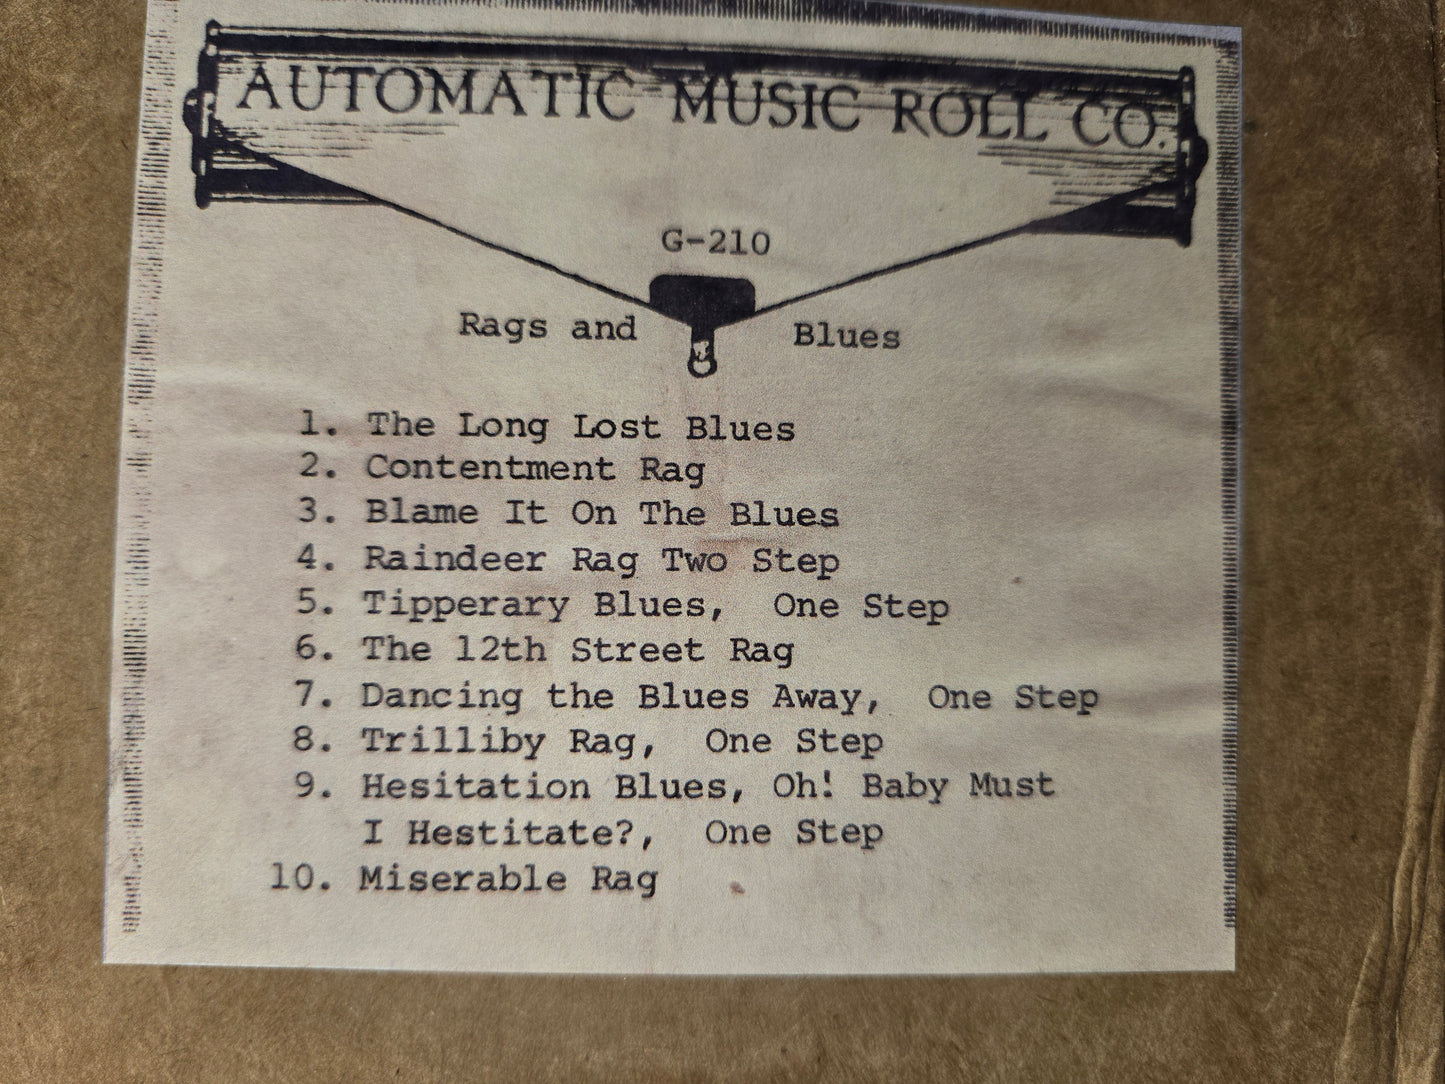 AUTOMATIC MUSIC ROLL CO.
G-210
Rags and Blues
1. The Long Lost Blues
2. Contentment Rag
3. Blame It On The Blues
4. Raindeer Rag Two Step
5. Tipperary Blues, One Step
6. The 12th Street Rag
7. Dancing the Blues Away, One Step
8. Trilliby Rag, One Step
9. Hesitation Blues, Oh! Baby Must
I Hestitate?, One Step
10. Miserable Rag